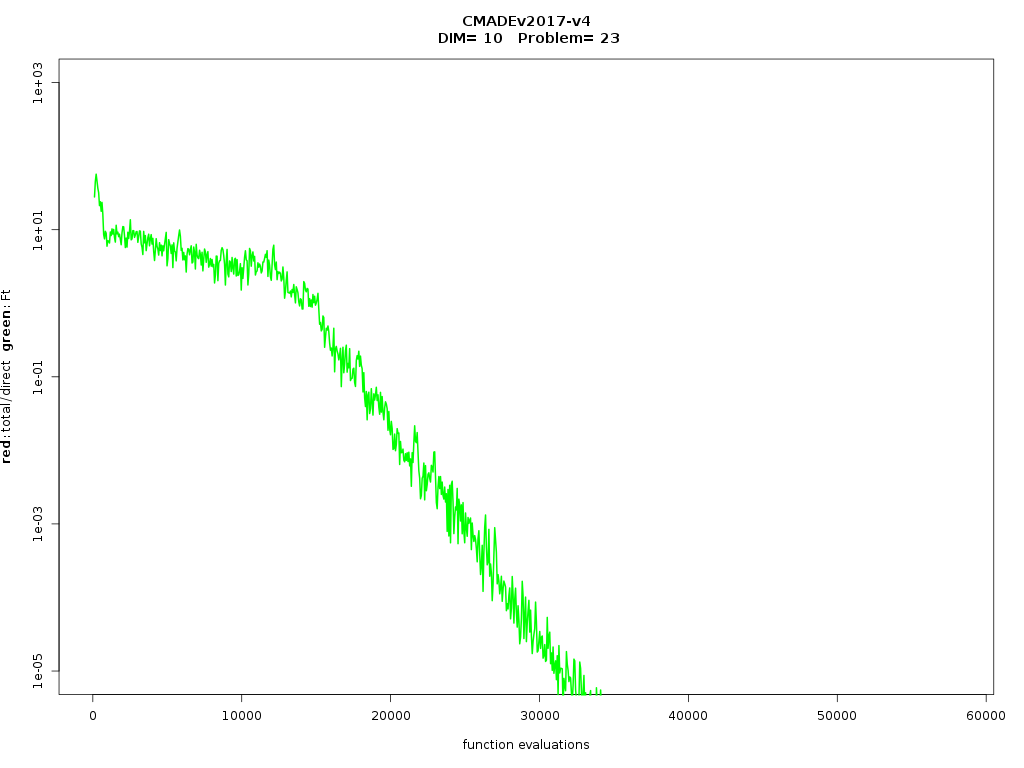 CMADEv2017-v4
DIM= 10   Problem= 23
1e+03
1e+01
1e-01
1e-03
1e-05
red: total/direct green: Ft
0 10000 20000 30000 40000 50000 60000
function evaluations